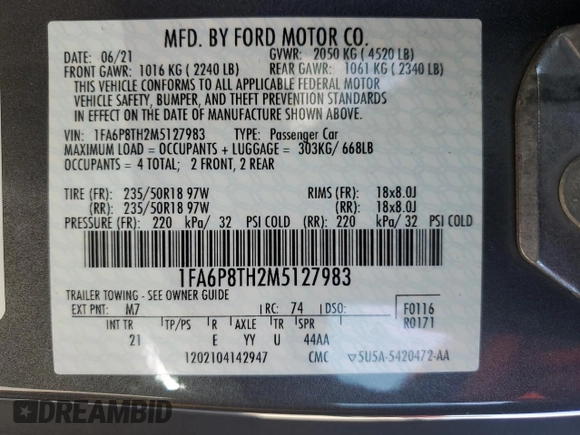 MFD. BY FORD MOTOR CO.
DATE: 06/21 GVWR: 2050 KG ( 4520 LB)
FRONT GAWR: 1016 KG ( 2240 LB) REAR GAWR: 1061 KG ( 2340 LB)
THIS VEHICLE CONFORMS TO ALL APPLICABLE FEDERAL MOTOR
VEHICLE SAFETY, BUMPER, AND THEFT PREVENTION STANDARDS
IN EFFECT ON THE DATE OF MANUFACTURE SHOWN ABOVE.
VIN: 1FA6P8TH2M5127983 TYPE: Passenger Car
MAXIMUM LOAD = OCCUPANTS + LUGGAGE = 303KG/ 668LB
OCCUPANTS = 4 TOTAL; 2 FRONT, 2 REAR
TIRE (FR): 235/50R18 97W RIMS (FR): 18x8.0J
(RR): 235/50R18 97W (RR): 18x8.0J
PRESSURE (FR): 220 kPa/ 32 PSI COLD (RR): 220 kPa/ 32 PSI COLD
1FA6P8TH2M5127983
TRAILER TOWING - SEE OWNER GUIDE
EXT PNT: M7 RC: 74 DSO: F0116
INT TR TP/PS R AXLE TR SPR R0171
21 E YY U 44AA
1202104142947 CMC 5U5A-5420472-AA
DREAMBID